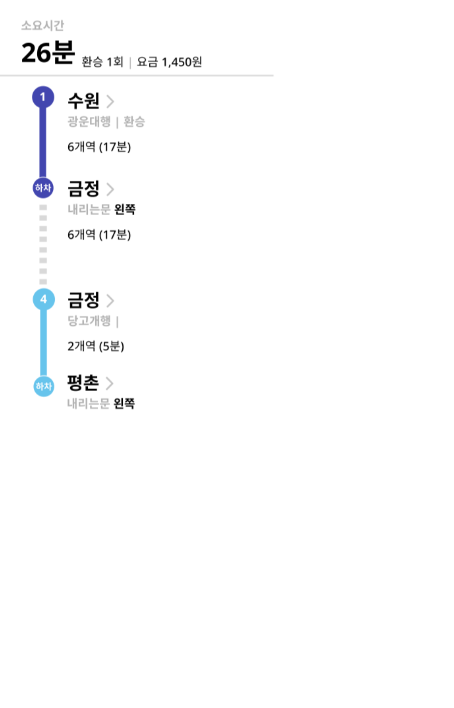 소요시간
26분 환승 1회 | 요금 1,450원
1 수원 >
광운대행 | 환승
6개역 (17분)
하차 금정 >
내리는문 왼쪽
6개역 (17분)
4 금정 >
당고개행 |
2개역 (5분)
하차 평촌 >
내리는문 왼쪽